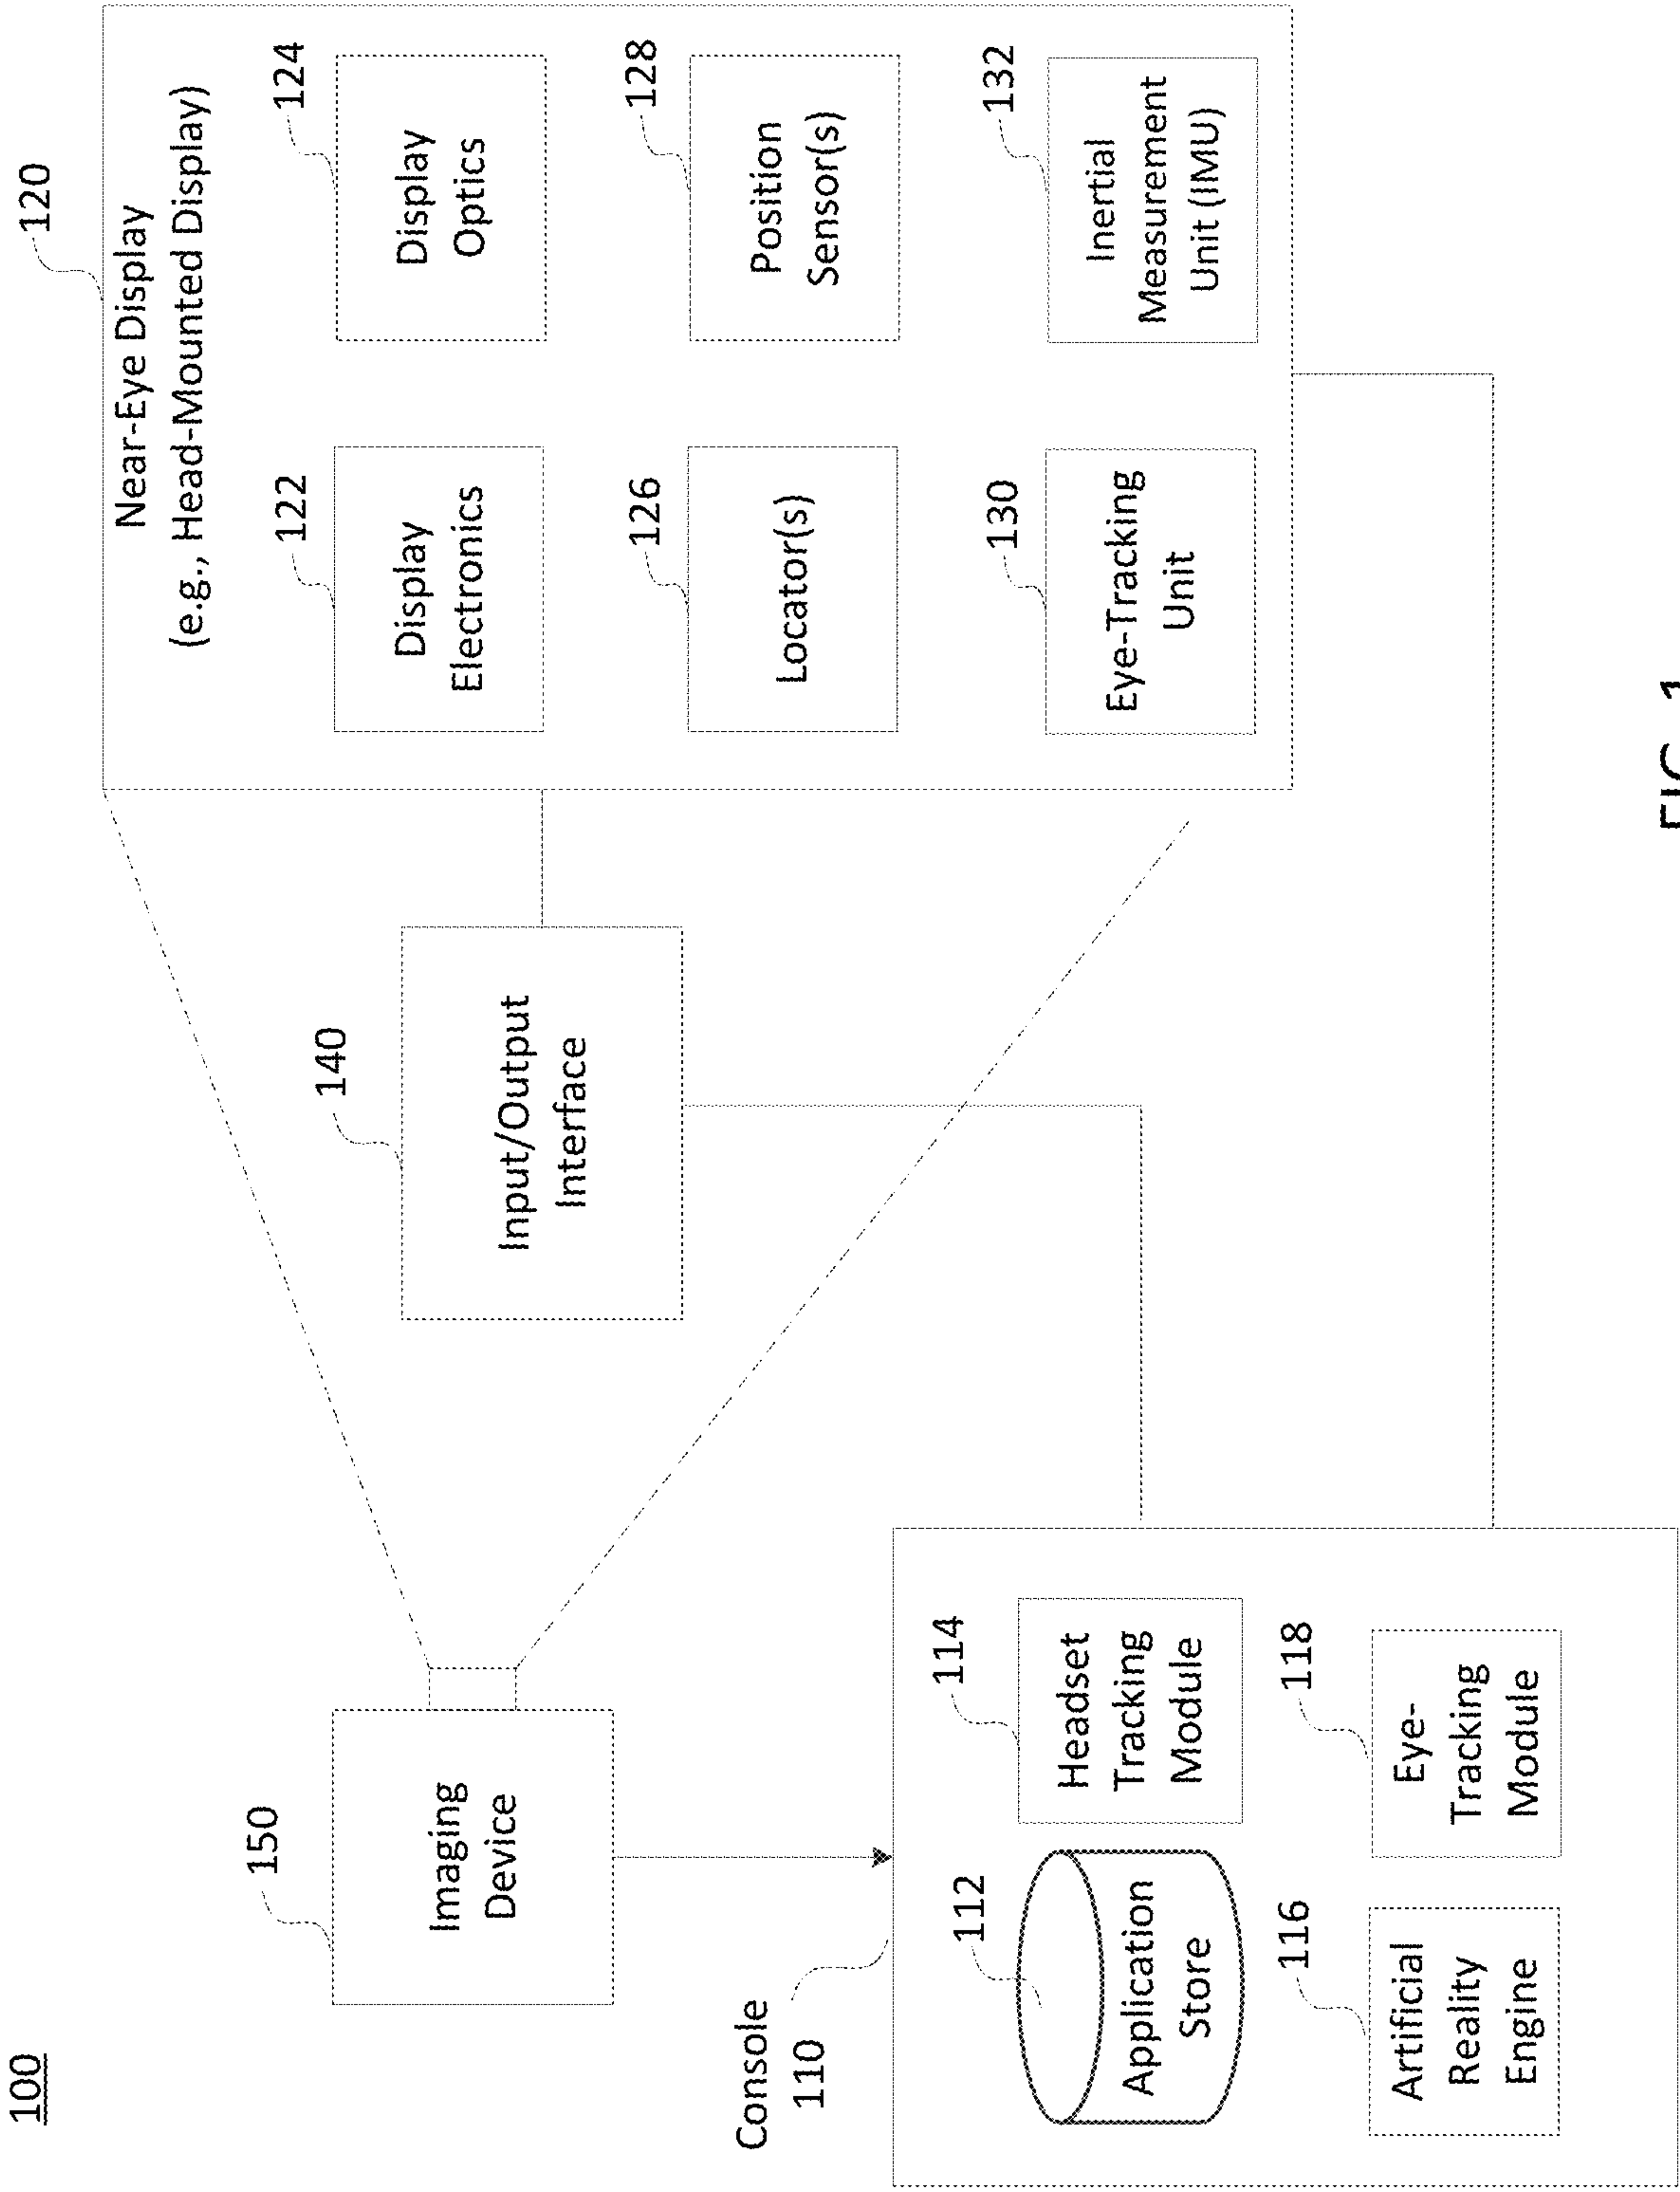 100
120
Near-Eye Display
(e.g., Head-Mounted Display)
122
Display
Electronics
124
Display
Optics
126
Locator(s)
128
Position
Sensor(s)
130
Eye-Tracking
Unit
132
Inertial
Measurement
Unit (IMU)
140
Input/Output
Interface
150
Imaging
Device
Console
110
112
Application
Store
114
Headset
Tracking
Module
116
Artificial
Reality
Engine
118
Eye-
Tracking
Module
FIG. 1